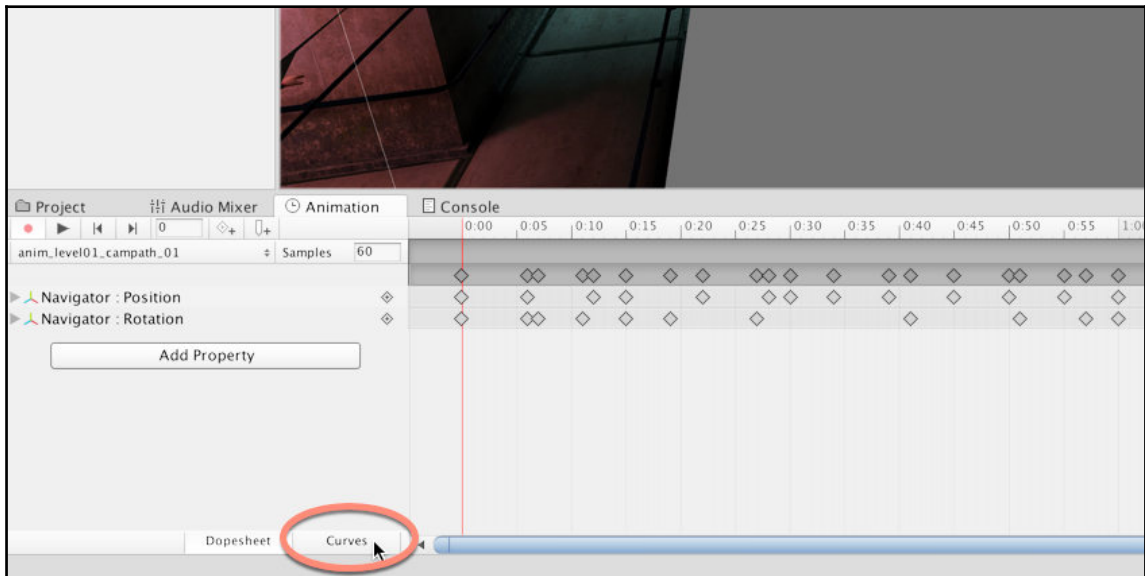 Project Audio Mixer Animation Console
0 0:00 0:05 0:10 0:15 0:20 0:25 0:30 0:35 0:40 0:45 0:50 0:55 1:00
anim_level01_campath_01 Samples 60
Navigator : Position
Navigator : Rotation
Add Property
Dopesheet Curves